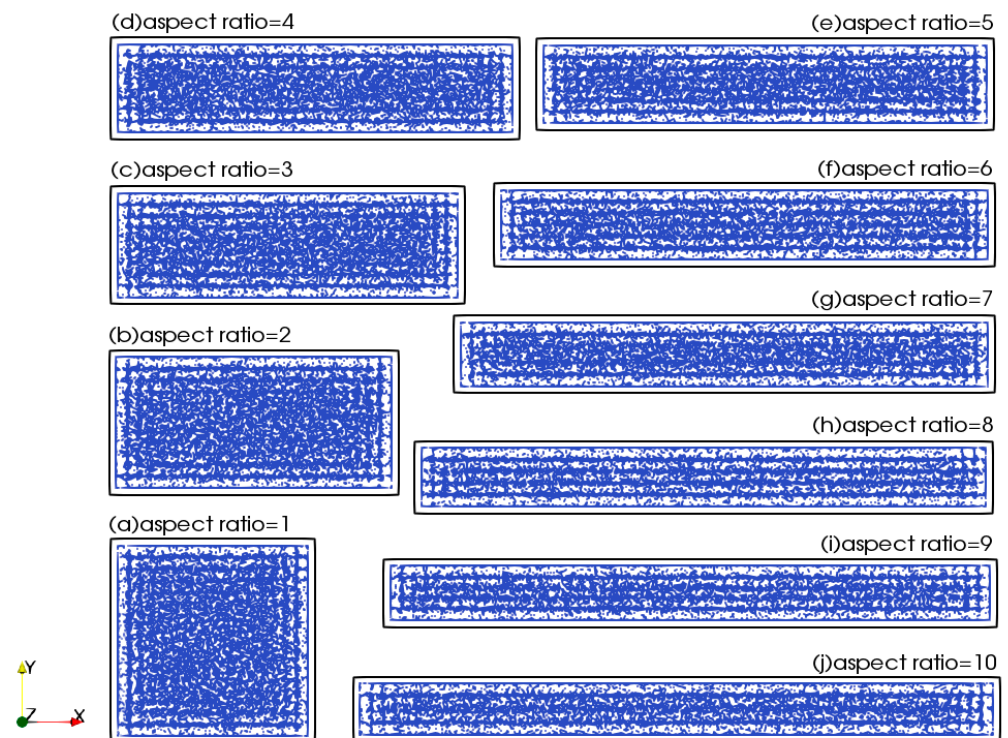 (d)aspect ratio=4
(e)aspect ratio=5
(c)aspect ratio=3
(f)aspect ratio=6
(g)aspect ratio=7
(b)aspect ratio=2
(h)aspect ratio=8
(a)aspect ratio=1
(i)aspect ratio=9
(j)aspect ratio=10
Y
Z
X